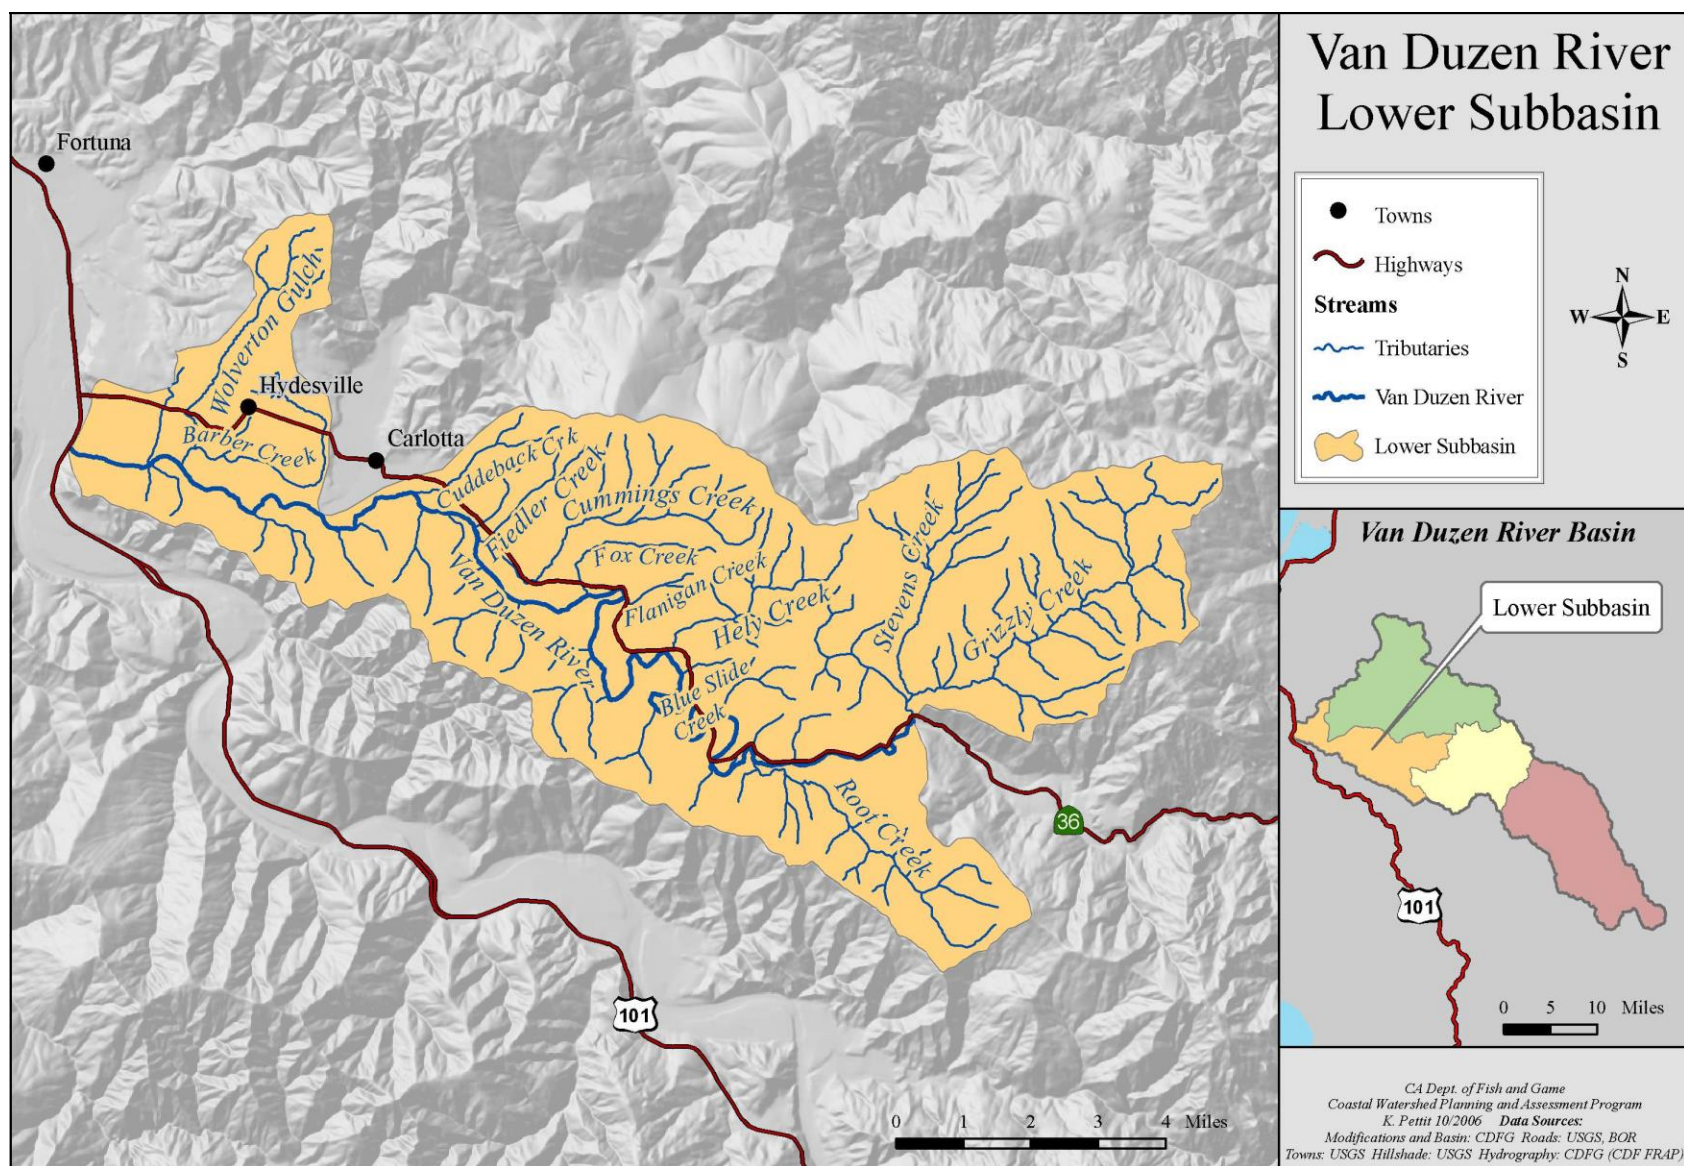 Van Duzen River
Lower Subbasin
Towns
Highways
Streams
Tributaries
Van Duzen River
Lower Subbasin
N
W E
S
Fortuna
Wolverton Gulch
Hydesville
Barber Creek
Carlotta
Cuddeback Crk
Fiedler Creek
Cummings Creek
Fox Creek
Van Duzen River
Flanigan Creek
Hely Creek
Blue Slide
Creek
Stevens Creek
Grizzly Creek
Root Creek
36
101
0 1 2 3 4 Miles
Van Duzen River Basin
Lower Subbasin
101
0 5 10 Miles
CA Dept. of Fish and Game
Coastal Watershed Planning and Assessment Program
K. Pettit 10/2006 Data Sources:
Modifications and Basin: CDFG Roads: USGS, BOR
Towns: USGS Hillshade: USGS Hydrography: CDFG (CDF FRAP)